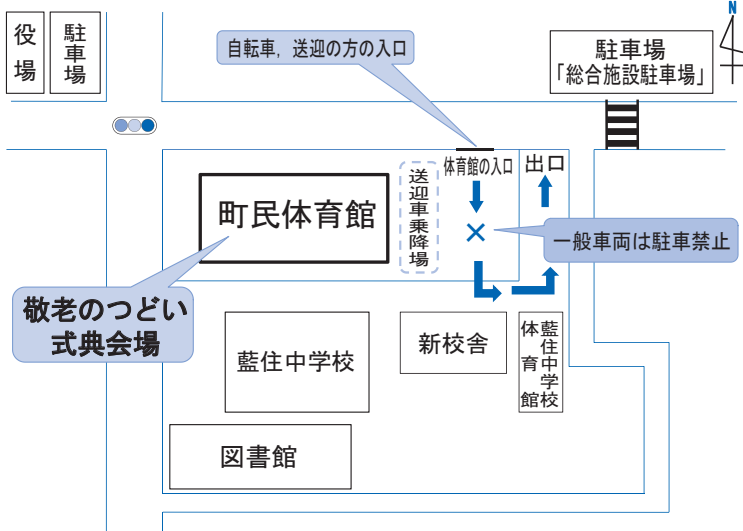 役場
駐車場
自転車，送迎の方の入口
駐車場
「総合施設駐車場」
N
体育館の入口
出口
送迎車乗降場
町民体育館
一般車両は駐車禁止
敬老のつどい
式典会場
藍住中学校
新校舎
藍住中学校
体育館
図書館